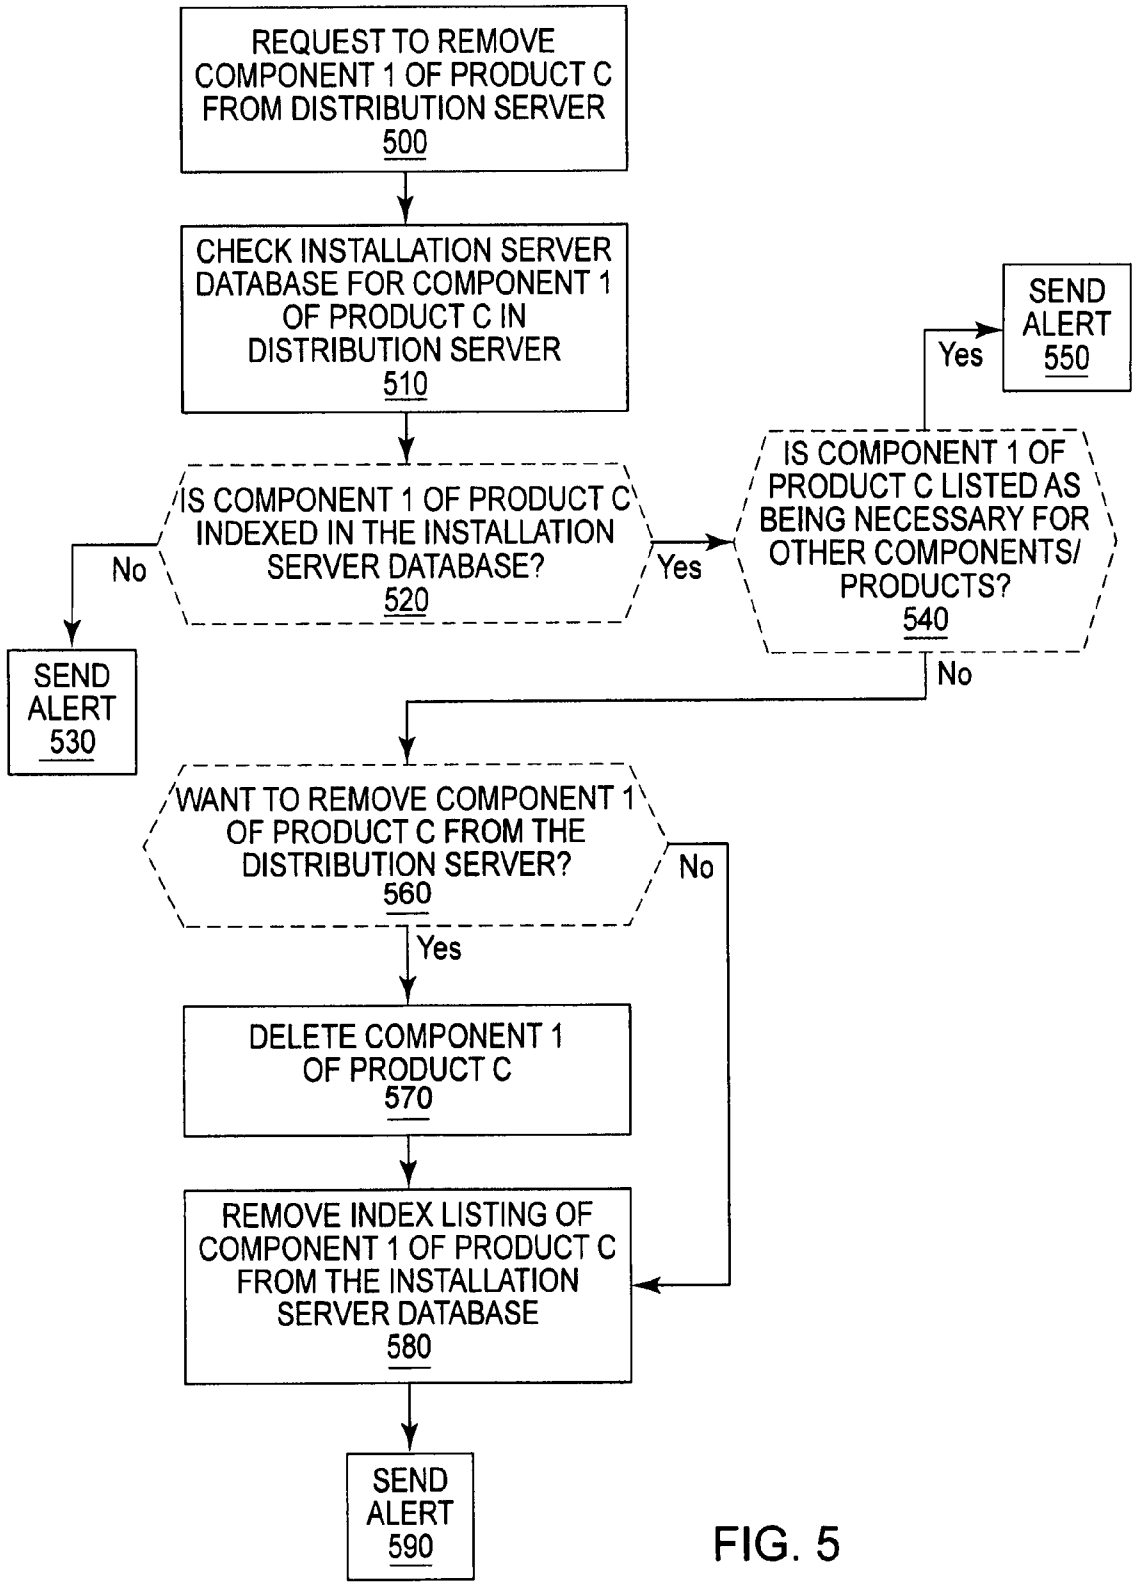 REQUEST TO REMOVE
COMPONENT 1 OF PRODUCT C
FROM DISTRIBUTION SERVER
500
CHECK INSTALLATION SERVER
DATABASE FOR COMPONENT 1
OF PRODUCT C IN
DISTRIBUTION SERVER
510
SEND
ALERT
550
Yes
IS COMPONENT 1 OF PRODUCT C
INDEXED IN THE INSTALLATION
SERVER DATABASE?
520
No
Yes
IS COMPONENT 1 OF
PRODUCT C LISTED AS
BEING NECESSARY FOR
OTHER COMPONENTS/
PRODUCTS?
540
No
SEND
ALERT
530
WANT TO REMOVE COMPONENT 1
OF PRODUCT C FROM THE
DISTRIBUTION SERVER?
560
No
Yes
DELETE COMPONENT 1
OF PRODUCT C
570
REMOVE INDEX LISTING OF
COMPONENT 1 OF PRODUCT C
FROM THE INSTALLATION
SERVER DATABASE
580
SEND
ALERT
590
FIG. 5